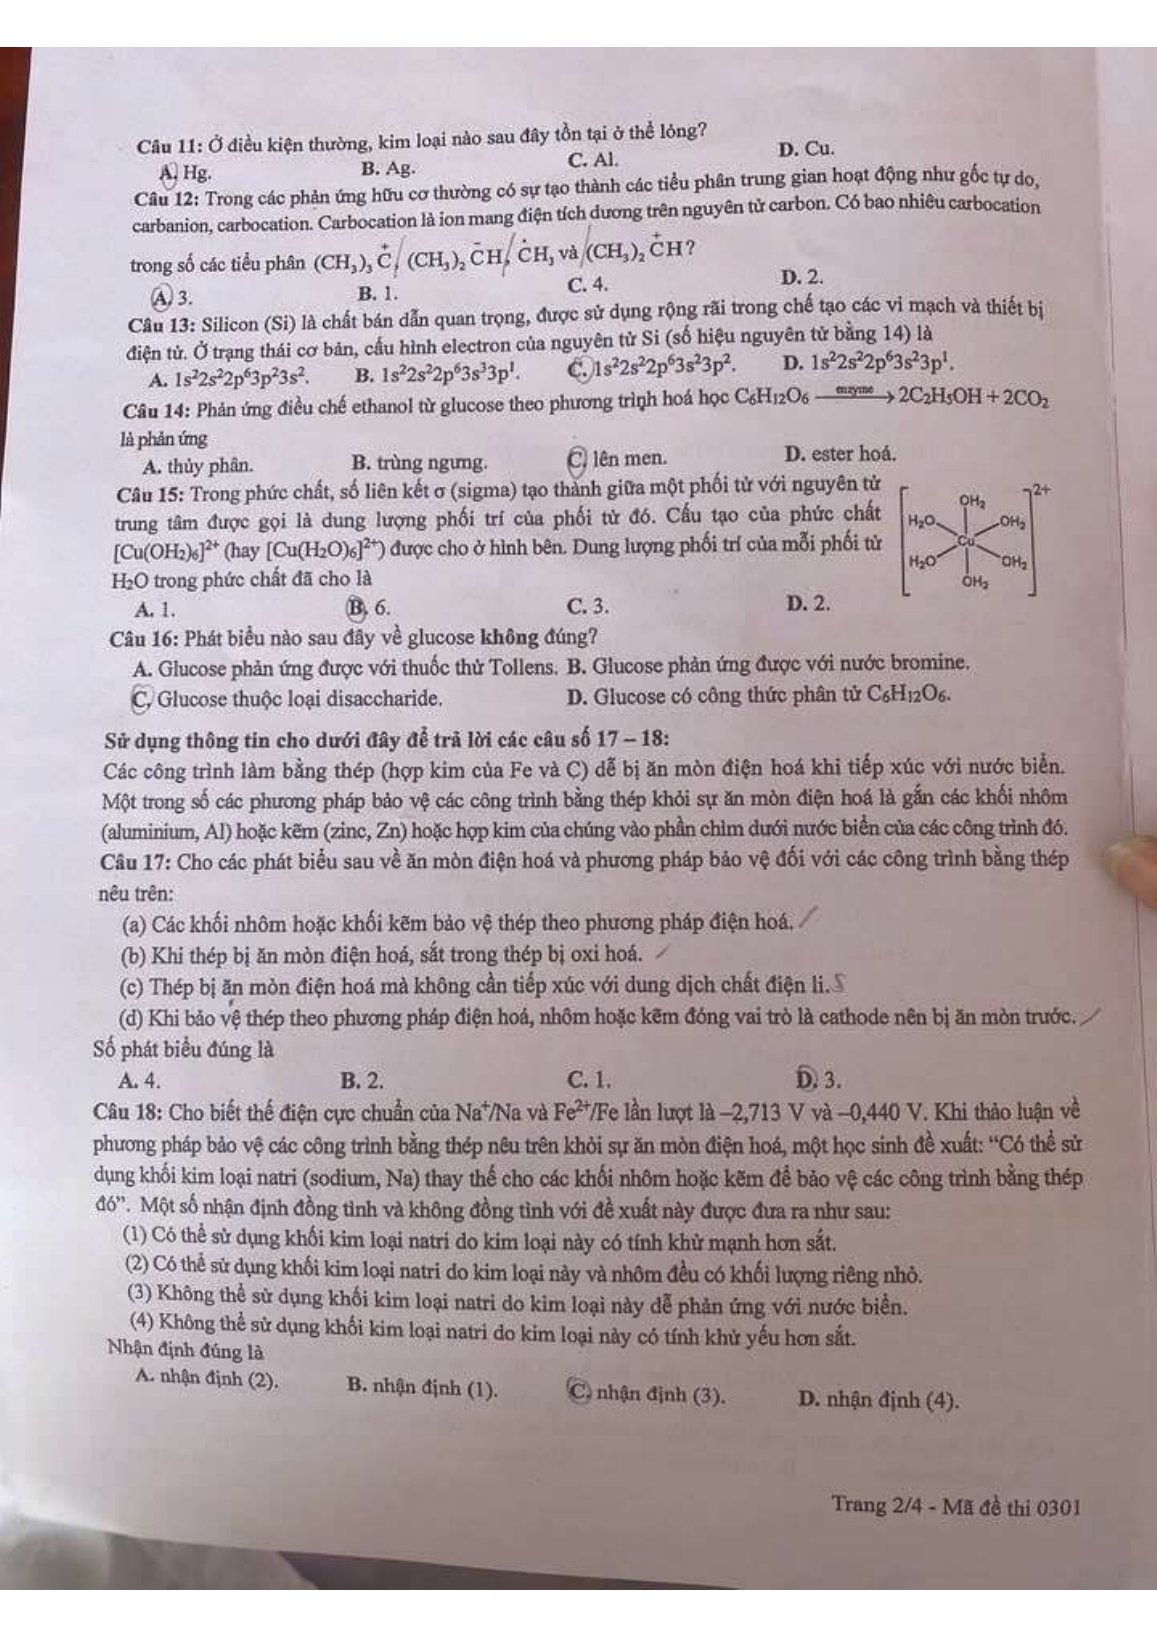 Câu 11: Ở điều kiện thường, kim loại nào sau đây tồn tại ở thể lỏng?
A. Hg. B. Ag. C. Al. D. Cu.
Câu 12: Trong các phản ứng hữu cơ thường có sự tạo thành các tiểu phân trung gian hoạt động như gốc tự do,
carbanion, carbocation. Carbocation là ion mang điện tích dương trên nguyên tử carbon. Có bao nhiêu carbocation
trong số các tiểu phân (CH₃)₃C⁺, (CH₃)₂C̄H, ĊH₃ và (CH₃)₂C⁺H?
A. 3. B. 1. C. 4. D. 2.
Câu 13: Silicon (Si) là chất bán dẫn quan trọng, được sử dụng rộng rãi trong chế tạo các vi mạch và thiết bị
điện tử. Ở trạng thái cơ bản, cấu hình electron của nguyên tử Si (số hiệu nguyên tử bằng 14) là
A. 1s²2s²2p⁶3p²3s². B. 1s²2s²2p⁶3s³3p¹. C. 1s²2s²2p⁶3s²3p². D. 1s²2s²2p⁶3s²3p¹.
Câu 14: Phản ứng điều chế ethanol từ glucose theo phương trình hoá học C₆H₁₂O₆ —enzyme→ 2C₂H₅OH + 2CO₂
là phản ứng
A. thủy phân. B. trùng ngưng. C. lên men. D. ester hoá.
Câu 15: Trong phức chất, số liên kết σ (sigma) tạo thành giữa một phối tử với nguyên tử
trung tâm được gọi là dung lượng phối trí của phối tử đó. Cấu tạo của phức chất
[Cu(OH₂)₆]²⁺ (hay [Cu(H₂O)₆]²⁺) được cho ở hình bên. Dung lượng phối trí của mỗi phối tử
H₂O trong phức chất đã cho là
OH₂ 2+
H₂O OH₂
Cu
H₂O OH₂
OH₂
A. 1. B. 6. C. 3. D. 2.
Câu 16: Phát biểu nào sau đây về glucose không đúng?
A. Glucose phản ứng được với thuốc thử Tollens. B. Glucose phản ứng được với nước bromine.
C. Glucose thuộc loại disaccharide. D. Glucose có công thức phân tử C₆H₁₂O₆.
Sử dụng thông tin cho dưới đây để trả lời các câu số 17 – 18:
Các công trình làm bằng thép (hợp kim của Fe và C) dễ bị ăn mòn điện hoá khi tiếp xúc với nước biển.
Một trong số các phương pháp bảo vệ các công trình bằng thép khỏi sự ăn mòn điện hoá là gắn các khối nhôm
(aluminium, Al) hoặc kẽm (zinc, Zn) hoặc hợp kim của chúng vào phần chìm dưới nước biển của các công trình đó.
Câu 17: Cho các phát biểu sau về ăn mòn điện hoá và phương pháp bảo vệ đối với các công trình bằng thép
nêu trên:
(a) Các khối nhôm hoặc khối kẽm bảo vệ thép theo phương pháp điện hoá.
(b) Khi thép bị ăn mòn điện hoá, sắt trong thép bị oxi hoá.
(c) Thép bị ăn mòn điện hoá mà không cần tiếp xúc với dung dịch chất điện li. S
(d) Khi bảo vệ thép theo phương pháp điện hoá, nhôm hoặc kẽm đóng vai trò là cathode nên bị ăn mòn trước.
Số phát biểu đúng là
A. 4. B. 2. C. 1. D. 3.
Câu 18: Cho biết thế điện cực chuẩn của Na⁺/Na và Fe²⁺/Fe lần lượt là –2,713 V và –0,440 V. Khi thảo luận về
phương pháp bảo vệ các công trình bằng thép nêu trên khỏi sự ăn mòn điện hoá, một học sinh đề xuất: “Có thể sử
dụng khối kim loại natri (sodium, Na) thay thế cho các khối nhôm hoặc kẽm để bảo vệ các công trình bằng thép
đó”. Một số nhận định đồng tình và không đồng tình với đề xuất này được đưa ra như sau:
(1) Có thể sử dụng khối kim loại natri do kim loại này có tính khử mạnh hơn sắt.
(2) Có thể sử dụng khối kim loại natri do kim loại này và nhôm đều có khối lượng riêng nhỏ.
(3) Không thể sử dụng khối kim loại natri do kim loại này dễ phản ứng với nước biển.
(4) Không thể sử dụng khối kim loại natri do kim loại này có tính khử yếu hơn sắt.
Nhận định đúng là
A. nhận định (2). B. nhận định (1). C. nhận định (3). D. nhận định (4).
Trang 2/4 - Mã đề thi 0301